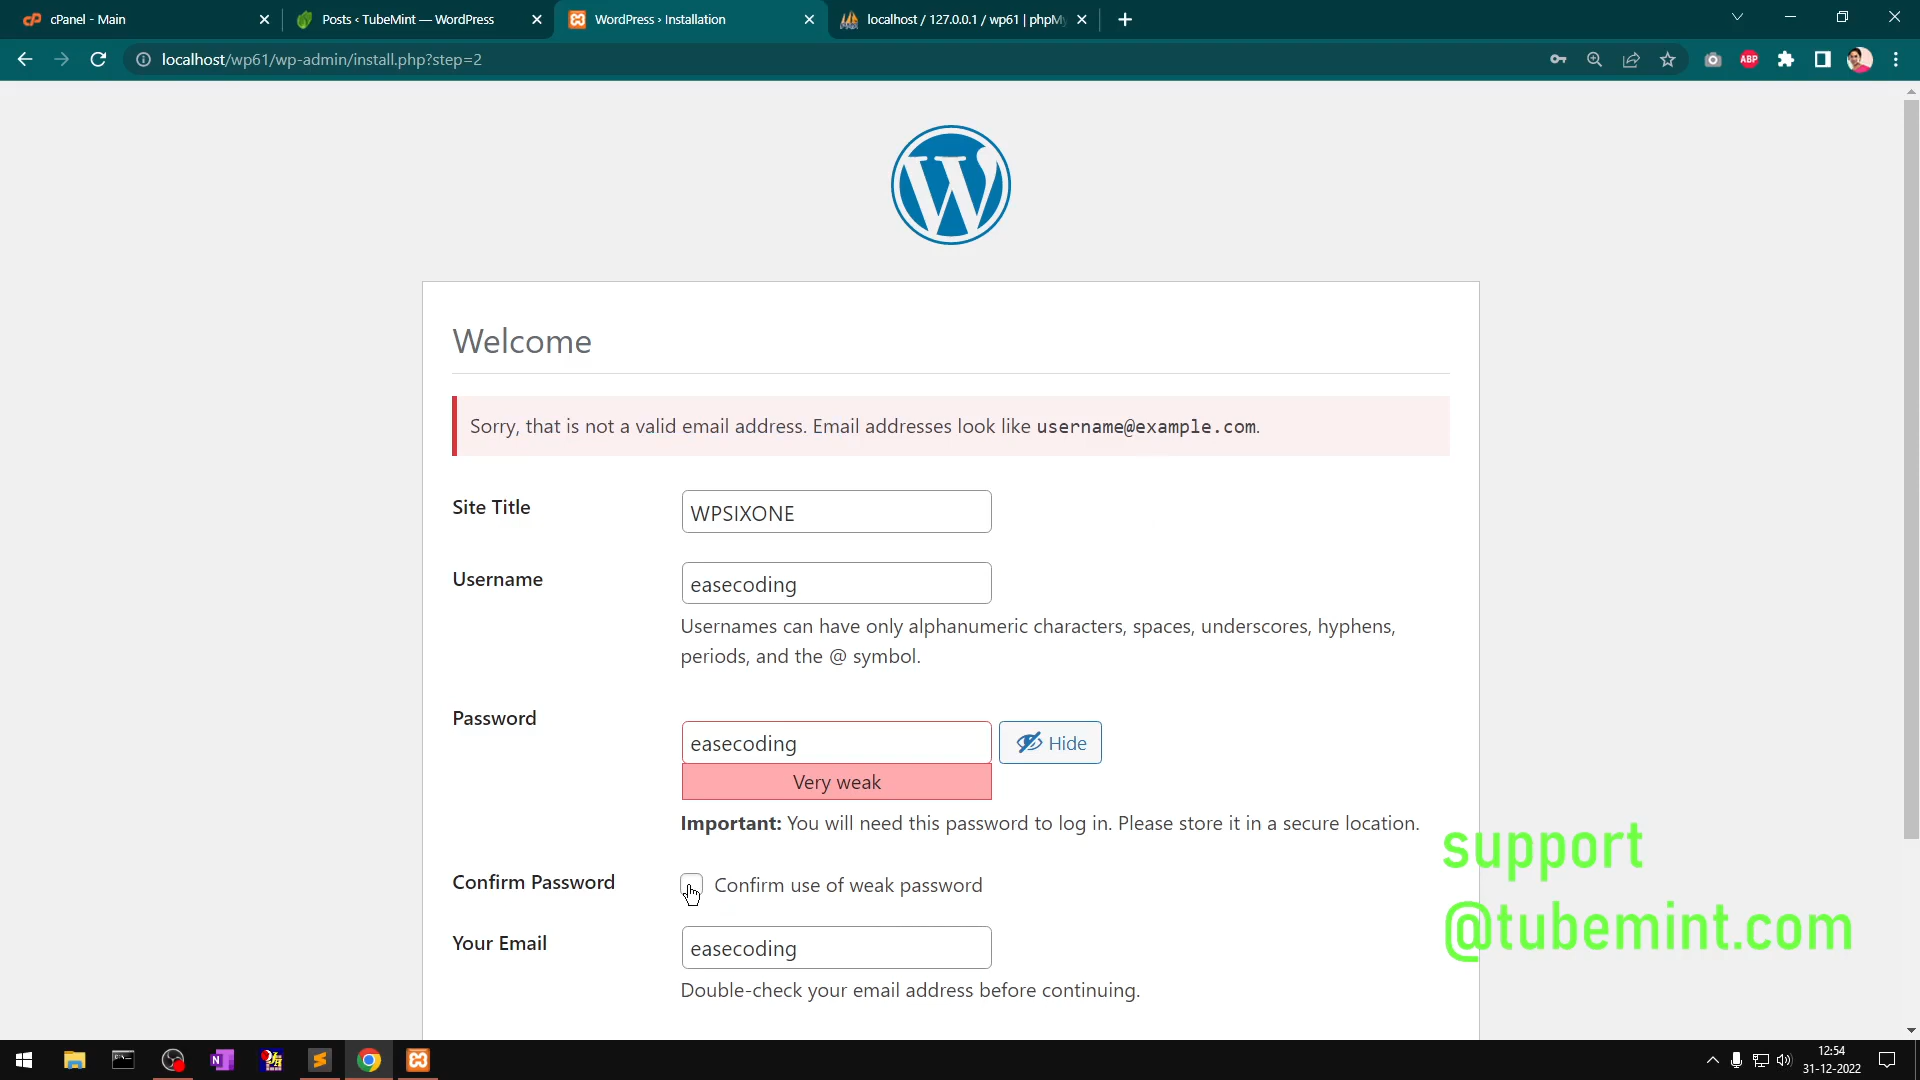 cPanel - Main
Posts ‹ TubeMint — WordPress
WordPress › Installation
localhost / 127.0.0.1 / wp61 | phpMy
localhost/wp61/wp-admin/install.php?step=2
ABP
Welcome
Sorry, that is not a valid email address. Email addresses look like username@example.com.
Site Title
WPSIXONE
Username
easecoding
Usernames can have only alphanumeric characters, spaces, underscores, hyphens,
periods, and the @ symbol.
Password
easecoding
Hide
Very weak
Important: You will need this password to log in. Please store it in a secure location.
Confirm Password
Confirm use of weak password
Your Email
easecoding
Double-check your email address before continuing.
support
@tubemint.com
12:54
31-12-2022